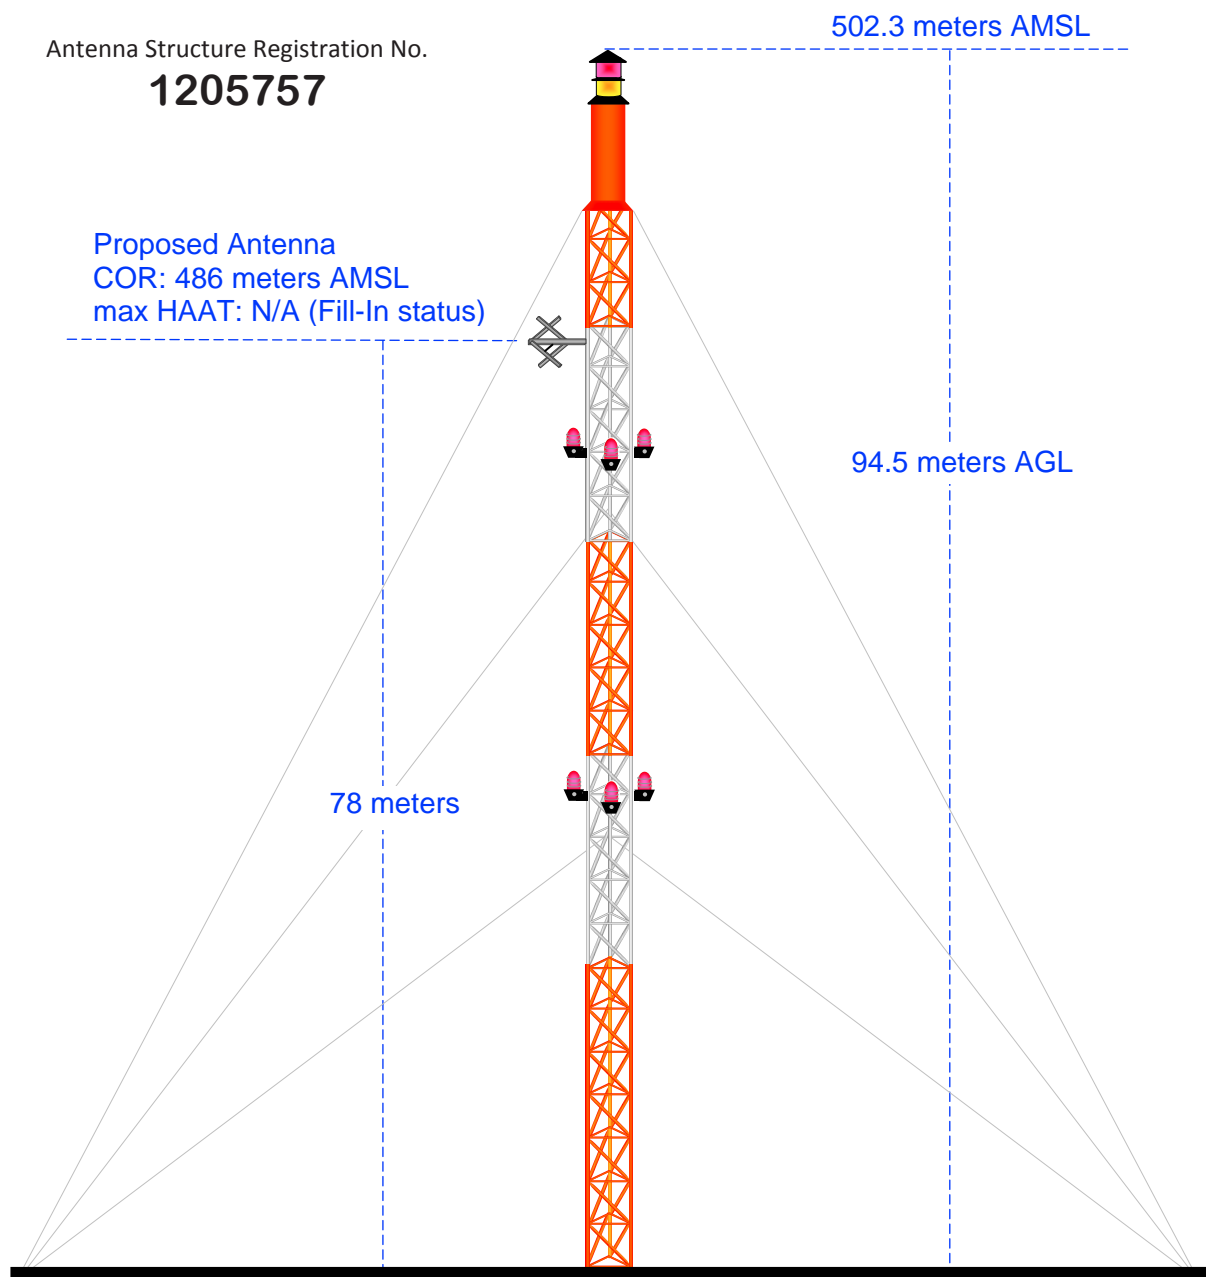 Antenna Structure Registration No.
1205757
502.3 meters AMSL
Proposed Antenna
COR: 486 meters AMSL
max HAAT: N/A (Fill-In status)
94.5 meters AGL
78 meters